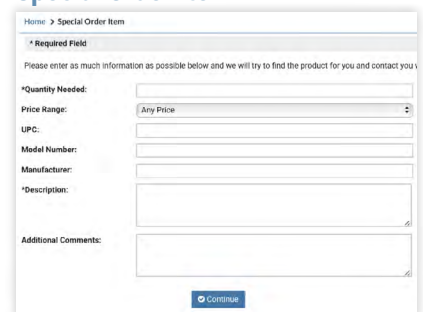 Home > Special Order Item
* Required Field
Please enter as much information as possible below and we will try to find the product for you and contact you
*Quantity Needed:
Price Range: Any Price
UPC:
Model Number:
Manufacturer:
*Description:
Additional Comments:
Continue